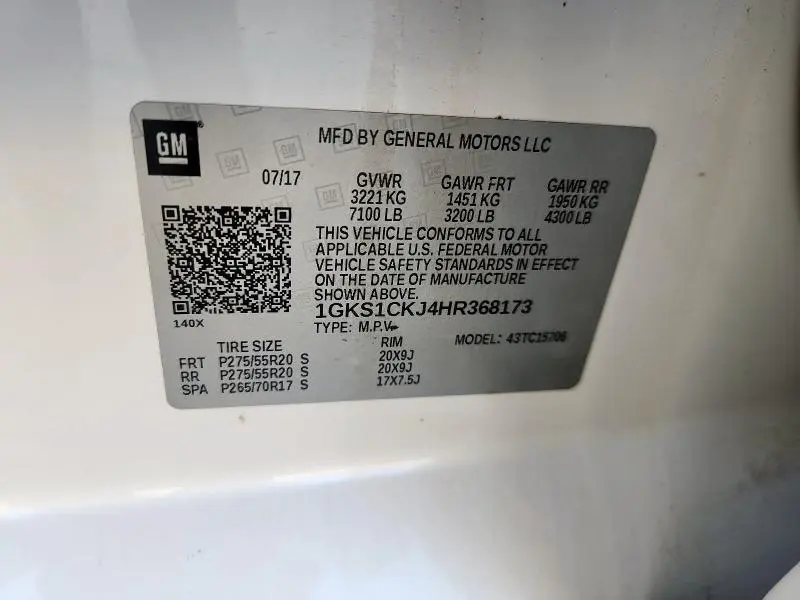 GM
MFD BY GENERAL MOTORS LLC
07/17 GVWR GAWR FRT GAWR RR
3221 KG 1451 KG 1950 KG
7100 LB 3200 LB 4300 LB
THIS VEHICLE CONFORMS TO ALL
APPLICABLE U.S. FEDERAL MOTOR
VEHICLE SAFETY STANDARDS IN EFFECT
ON THE DATE OF MANUFACTURE
SHOWN ABOVE.
1GKS1CKJ4HR368173
140X
TYPE: M.P.V.
MODEL: 43TC15706
TIRE SIZE RIM
FRT P275/55R20 S 20X9J
RR P275/55R20 S 20X9J
SPA P265/70R17 S 17X7.5J